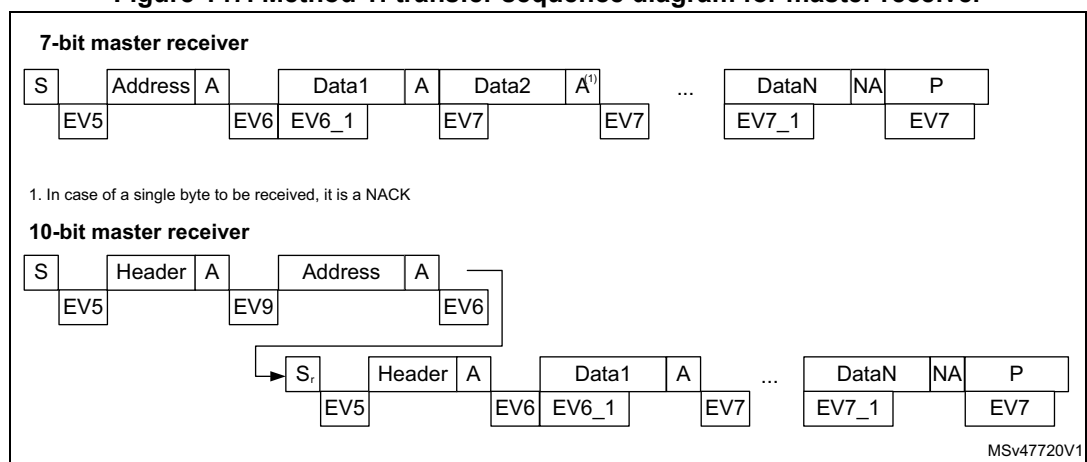 Figure 117. Method 1: transfer sequence diagram for master receiver
7-bit master receiver
S Address A Data1 A Data2 A(1) ... DataN NA P
EV5 EV6 EV6_1 EV7 EV7 EV7_1 EV7
1. In case of a single byte to be received, it is a NACK
10-bit master receiver
S Header A Address A
EV5 EV9 EV6
Sr Header A Data1 A ... DataN NA P
EV5 EV6 EV6_1 EV7 EV7_1 EV7
MSv47720V1